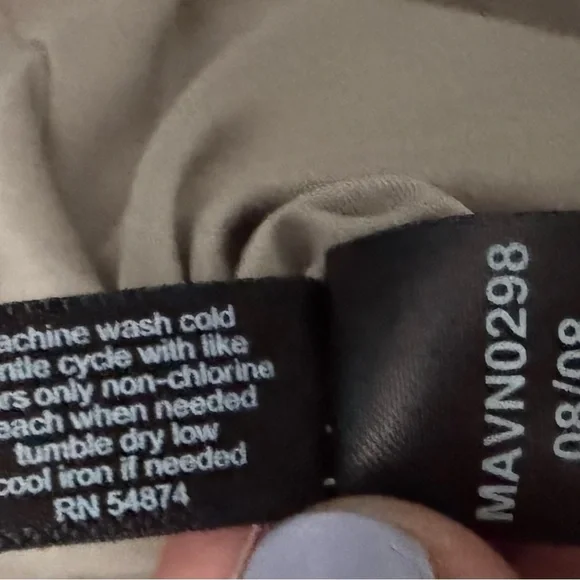 achine wash cold
ntle cycle with like
rs only non-chlorine
each when needed
tumble dry low
cool iron if needed
RN 54874
MAVN0298
08/08